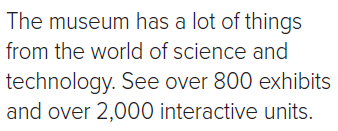 The museum has a lot of things
from the world of science and
technology. See over 800 exhibits
and over 2,000 interactive units.